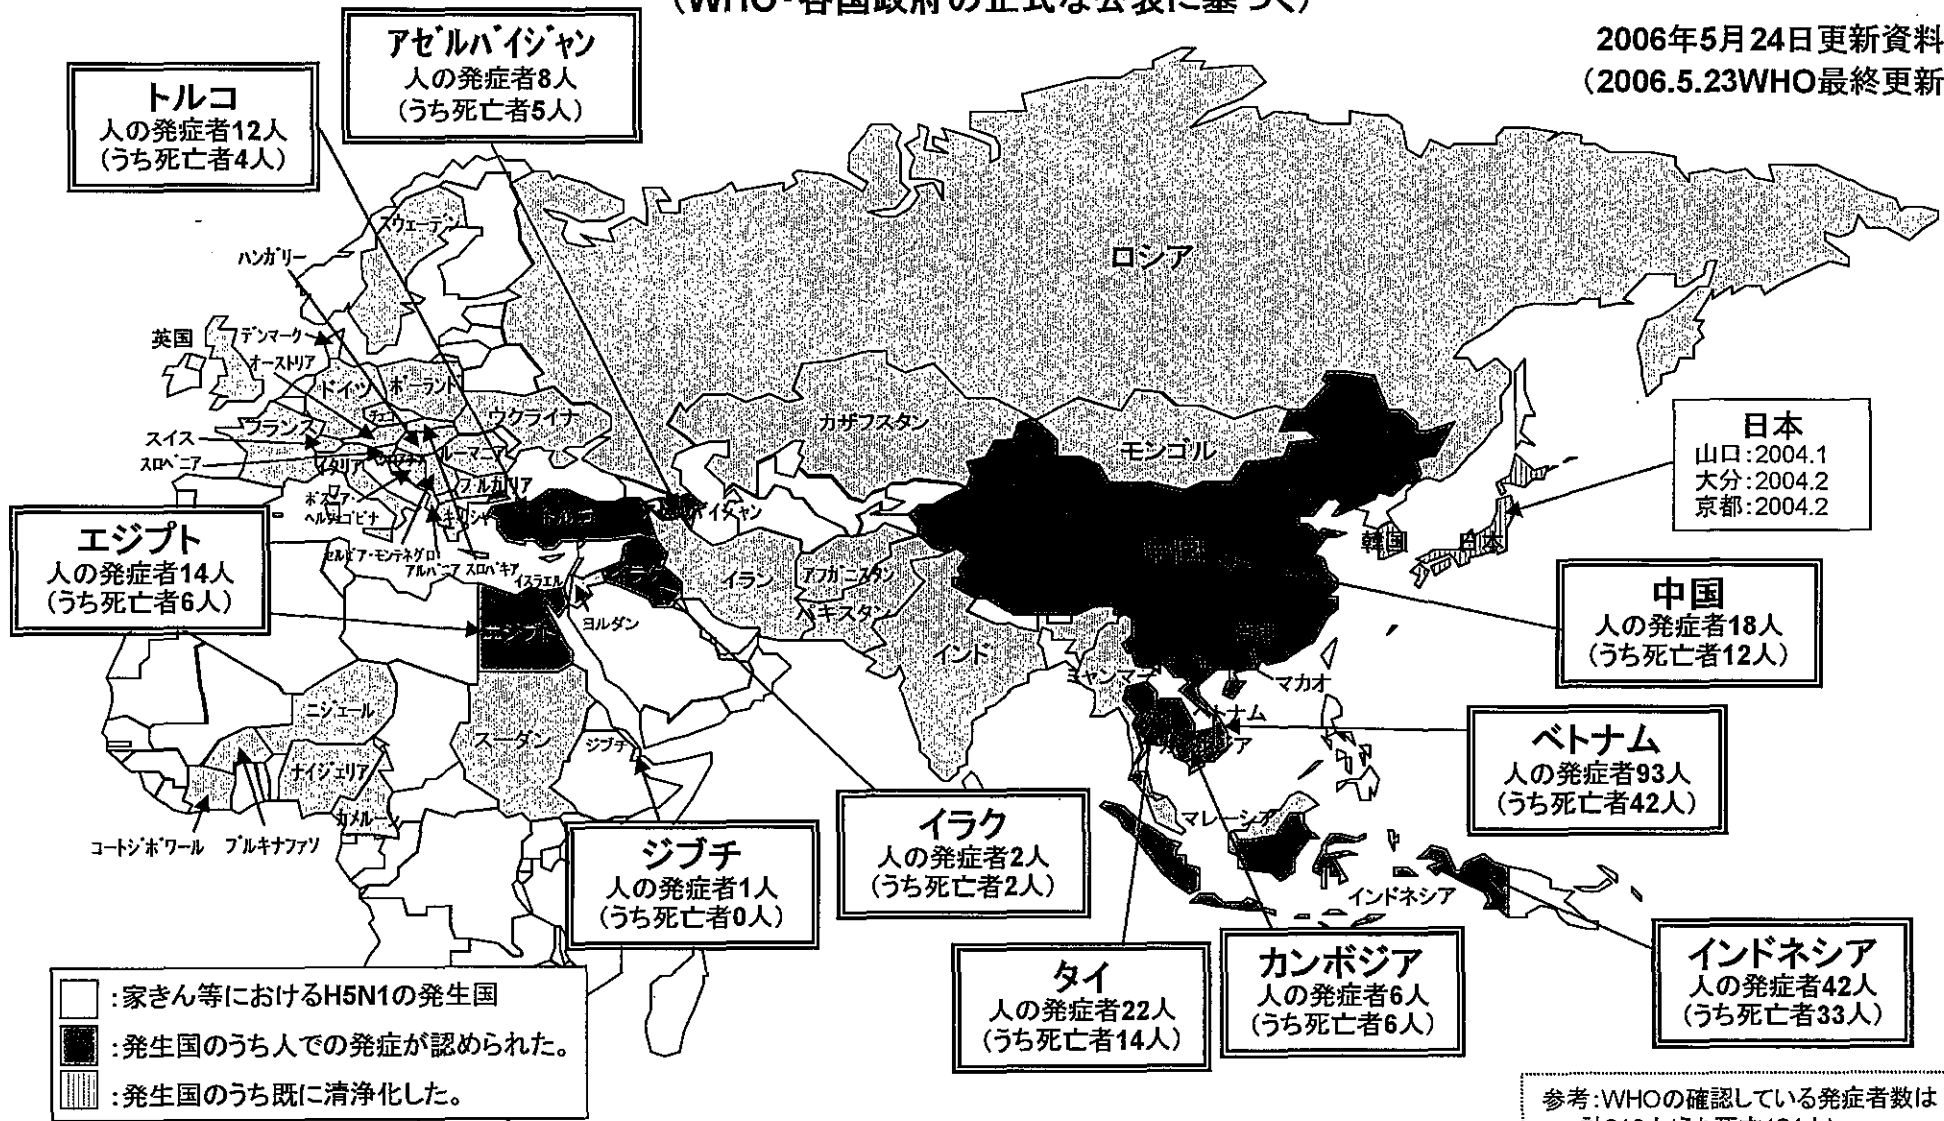 (WHO・各国政府の正式な公表に基づく)
2006年5月24日更新資料
(2006.5.23WHO最終更新
トルコ
人の発症者12人
(うち死亡者4人)
アゼルバイジャン
人の発症者8人
(うち死亡者5人)
スウェーデン
ハンガリー
ロシア
英国
デンマーク
オーストリア
ドイツ
ポーランド
チェコ
ウクライナ
フランス
スイス
スロベニア
イタリア
ルーマニア
ブルガリア
ボスニア・
ヘルツェゴビナ
ギリシャ
トルコ
セルビア・モンテネグロ
アルバニア
スロバキア
イスラエル
ヨルダン
カザフスタン
モンゴル
イラン
アフガニスタン
パキスタン
インド
ミャンマー
韓国
日本
日本
山口:2004.1
大分:2004.2
京都:2004.2
エジプト
人の発症者14人
(うち死亡者6人)
エジプト
中国
人の発症者18人
(うち死亡者12人)
マカオ
ベトナム
ベトナム
人の発症者93人
(うち死亡者42人)
ニジェール
スーダン
ジブチ
ナイジェリア
カメルーン
コートジボワール
ブルキナファソ
ジブチ
人の発症者1人
(うち死亡者0人)
イラク
人の発症者2人
(うち死亡者2人)
マレーシア
インドネシア
タイ
人の発症者22人
(うち死亡者14人)
カンボジア
人の発症者6人
(うち死亡者6人)
インドネシア
人の発症者42人
(うち死亡者33人)
:家きん等におけるH5N1の発生国
:発生国のうち人での発症が認められた。
:発生国のうち既に清浄化した。
参考:WHOの確認している発症者数は